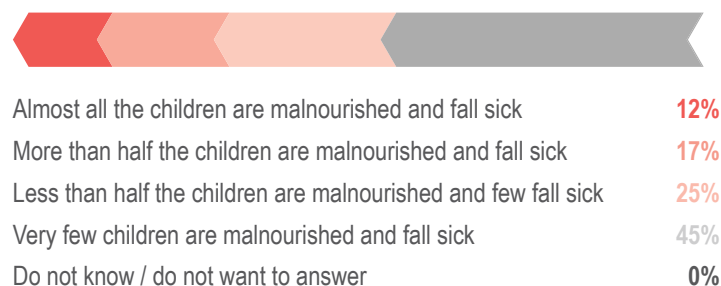 Almost all the children are malnourished and fall sick 12%
More than half the children are malnourished and fall sick 17%
Less than half the children are malnourished and few fall sick 25%
Very few children are malnourished and fall sick 45%
Do not know / do not want to answer 0%